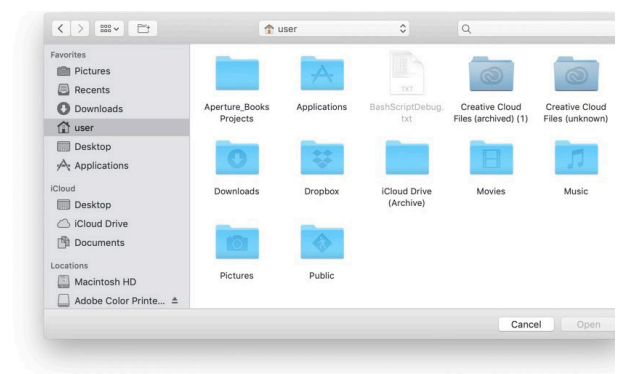 user
Favorites
Pictures
Recents
Downloads
user
Desktop
Applications
iCloud
Desktop
iCloud Drive
Documents
Locations
Macintosh HD
Adobe Color Printe...
Aperture_Books
Projects
Applications
TXT
BashScriptDebug.
txt
Creative Cloud
Files (archived) (1)
Creative Cloud
Files (unknown)
Downloads
Dropbox
iCloud Drive
(Archive)
Movies
Music
Pictures
Public
Cancel
Open